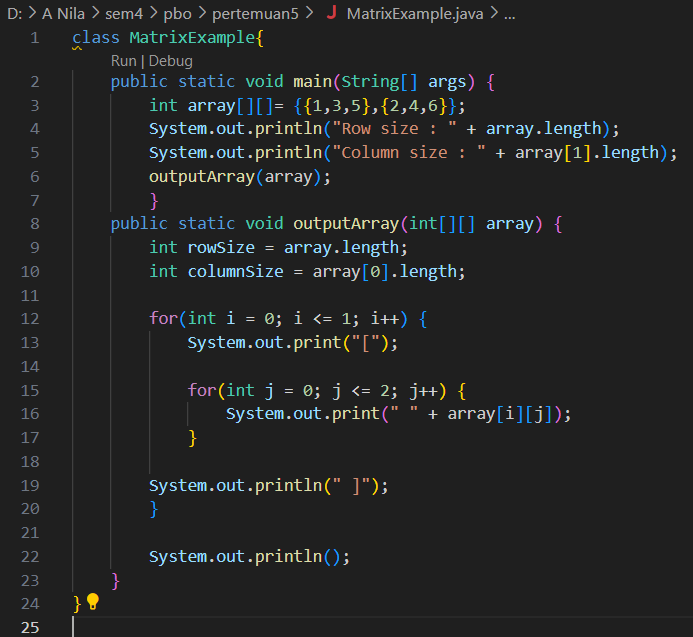 D: > A Nila > sem4 > pbo > pertemuan5 > J MatrixExample.java > ...
1 class MatrixExample{
Run | Debug
2 public static void main(String[] args) {
3 int array[][]= {{1,3,5},{2,4,6}};
4 System.out.println("Row size : " + array.length);
5 System.out.println("Column size : " + array[1].length);
6 outputArray(array);
7 }
8 public static void outputArray(int[][] array) {
9 int rowSize = array.length;
10 int columnSize = array[0].length;
11
12 for(int i = 0; i <= 1; i++) {
13 System.out.print("[");
14
15 for(int j = 0; j <= 2; j++) {
16 System.out.print(" " + array[i][j]);
17 }
18
19 System.out.println(" ]");
20 }
21
22 System.out.println();
23 }
24 }
25